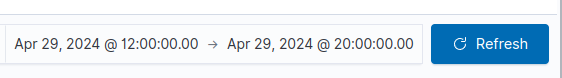 Apr 29, 2024 @ 12:00:00.00 → Apr 29, 2024 @ 20:00:00.00 Refresh